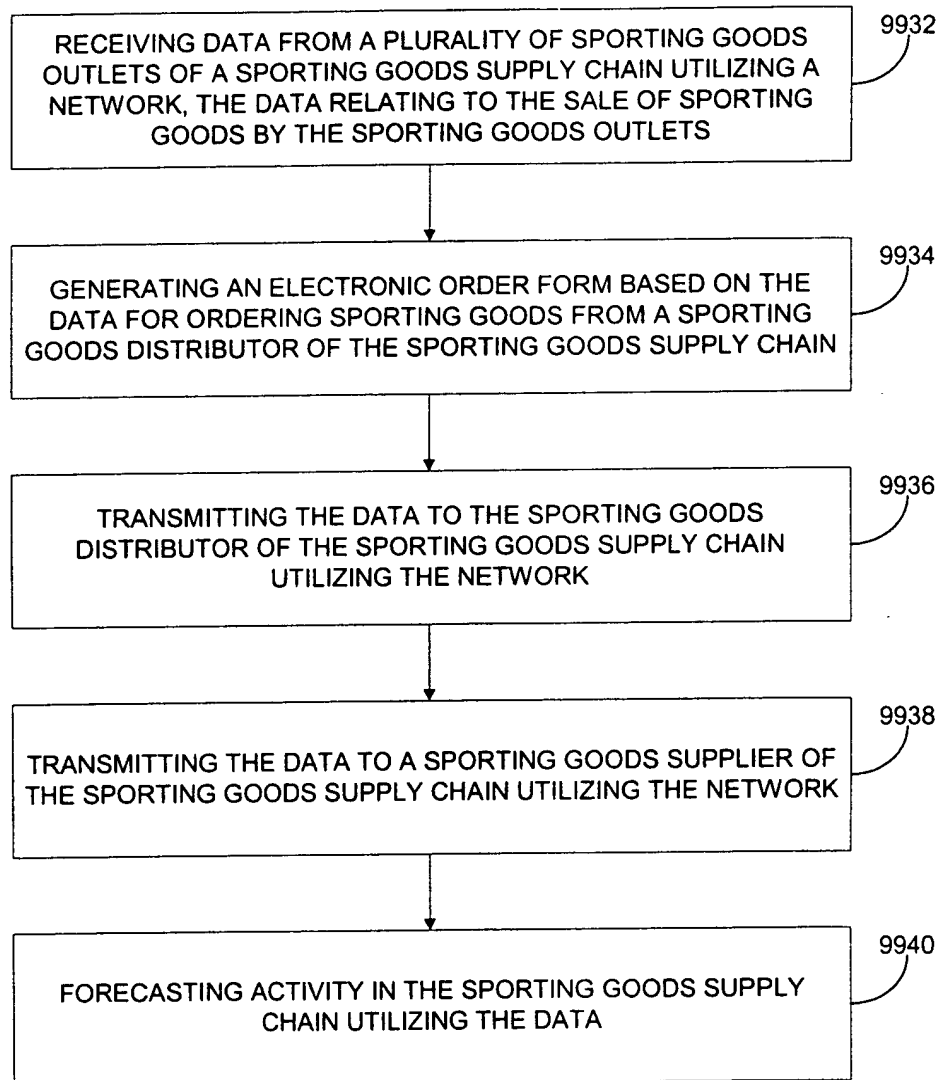 9932
RECEIVING DATA FROM A PLURALITY OF SPORTING GOODS
OUTLETS OF A SPORTING GOODS SUPPLY CHAIN UTILIZING A
NETWORK, THE DATA RELATING TO THE SALE OF SPORTING
GOODS BY THE SPORTING GOODS OUTLETS
9934
GENERATING AN ELECTRONIC ORDER FORM BASED ON THE
DATA FOR ORDERING SPORTING GOODS FROM A SPORTING
GOODS DISTRIBUTOR OF THE SPORTING GOODS SUPPLY CHAIN
9936
TRANSMITTING THE DATA TO THE SPORTING GOODS
DISTRIBUTOR OF THE SPORTING GOODS SUPPLY CHAIN
UTILIZING THE NETWORK
9938
TRANSMITTING THE DATA TO A SPORTING GOODS SUPPLIER OF
THE SPORTING GOODS SUPPLY CHAIN UTILIZING THE NETWORK
9940
FORECASTING ACTIVITY IN THE SPORTING GOODS SUPPLY
CHAIN UTILIZING THE DATA